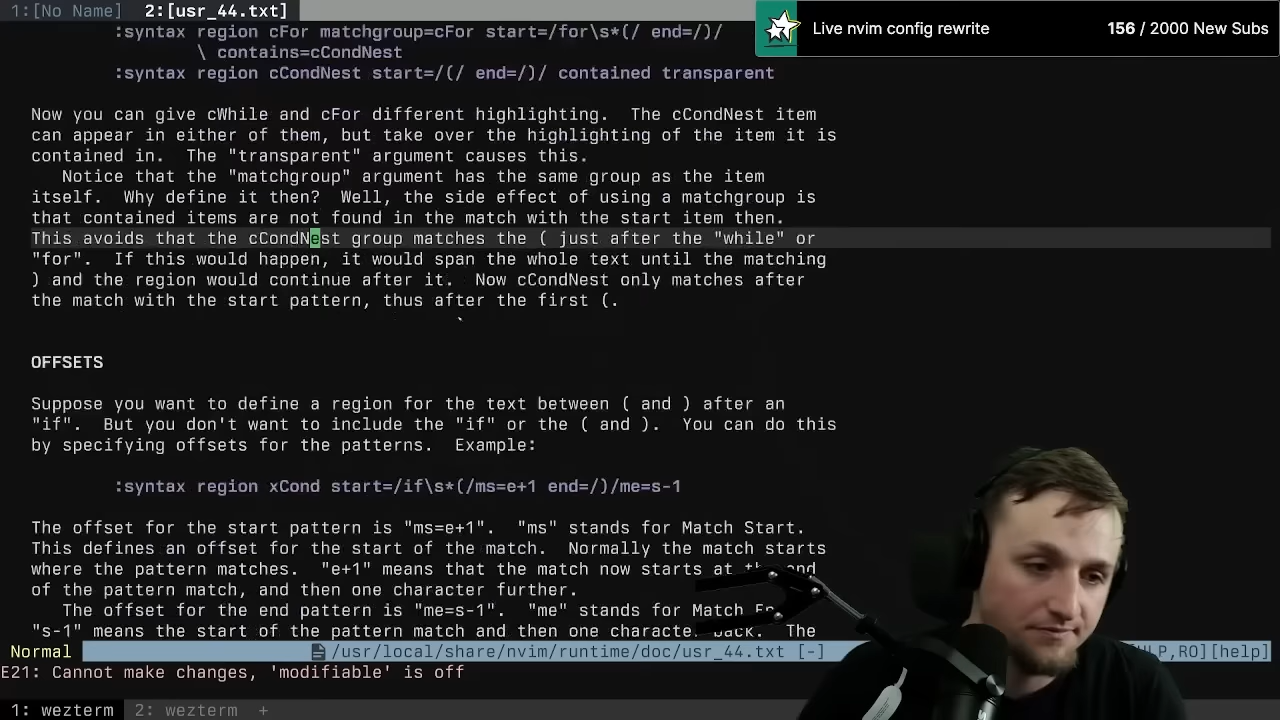 1:[No Name]  2:[usr_44.txt]
Live nvim config rewrite
156 / 2000 New Subs
:syntax region cFor matchgroup=cFor start=/for\s*(/ end=/)/
\ contains=cCondNest
:syntax region cCondNest start=/(/ end=/)/ contained transparent
Now you can give cWhile and cFor different highlighting.  The cCondNest item
can appear in either of them, but take over the highlighting of the item it is
contained in.  The "transparent" argument causes this.
Notice that the "matchgroup" argument has the same group as the item
itself.  Why define it then?  Well, the side effect of using a matchgroup is
that contained items are not found in the match with the start item then.
This avoids that the cCondNest group matches the ( just after the "while" or
"for".  If this would happen, it would span the whole text until the matching
) and the region would continue after it.  Now cCondNest only matches after
the match with the start pattern, thus after the first (.
OFFSETS
Suppose you want to define a region for the text between ( and ) after an
"if".  But you don't want to include the "if" or the ( and ).  You can do this
by specifying offsets for the patterns.  Example:
:syntax region xCond start=/if\s*(/ms=e+1 end=/)/me=s-1
The offset for the start pattern is "ms=e+1".  "ms" stands for Match Start.
This defines an offset for the start of the match.  Normally the match starts
where the pattern matches.  "e+1" means that the match now starts at the end
of the pattern match, and then one character further.
The offset for the end pattern is "me=s-1".  "me" stands for Match
"s-1" means the start of the pattern match and then one character back.  The
Normal /usr/local/share/nvim/runtime/doc/usr_44.txt [-] LP,RO][help]
E21: Cannot make changes, 'modifiable' is off
1: wezterm  2: wezterm  +